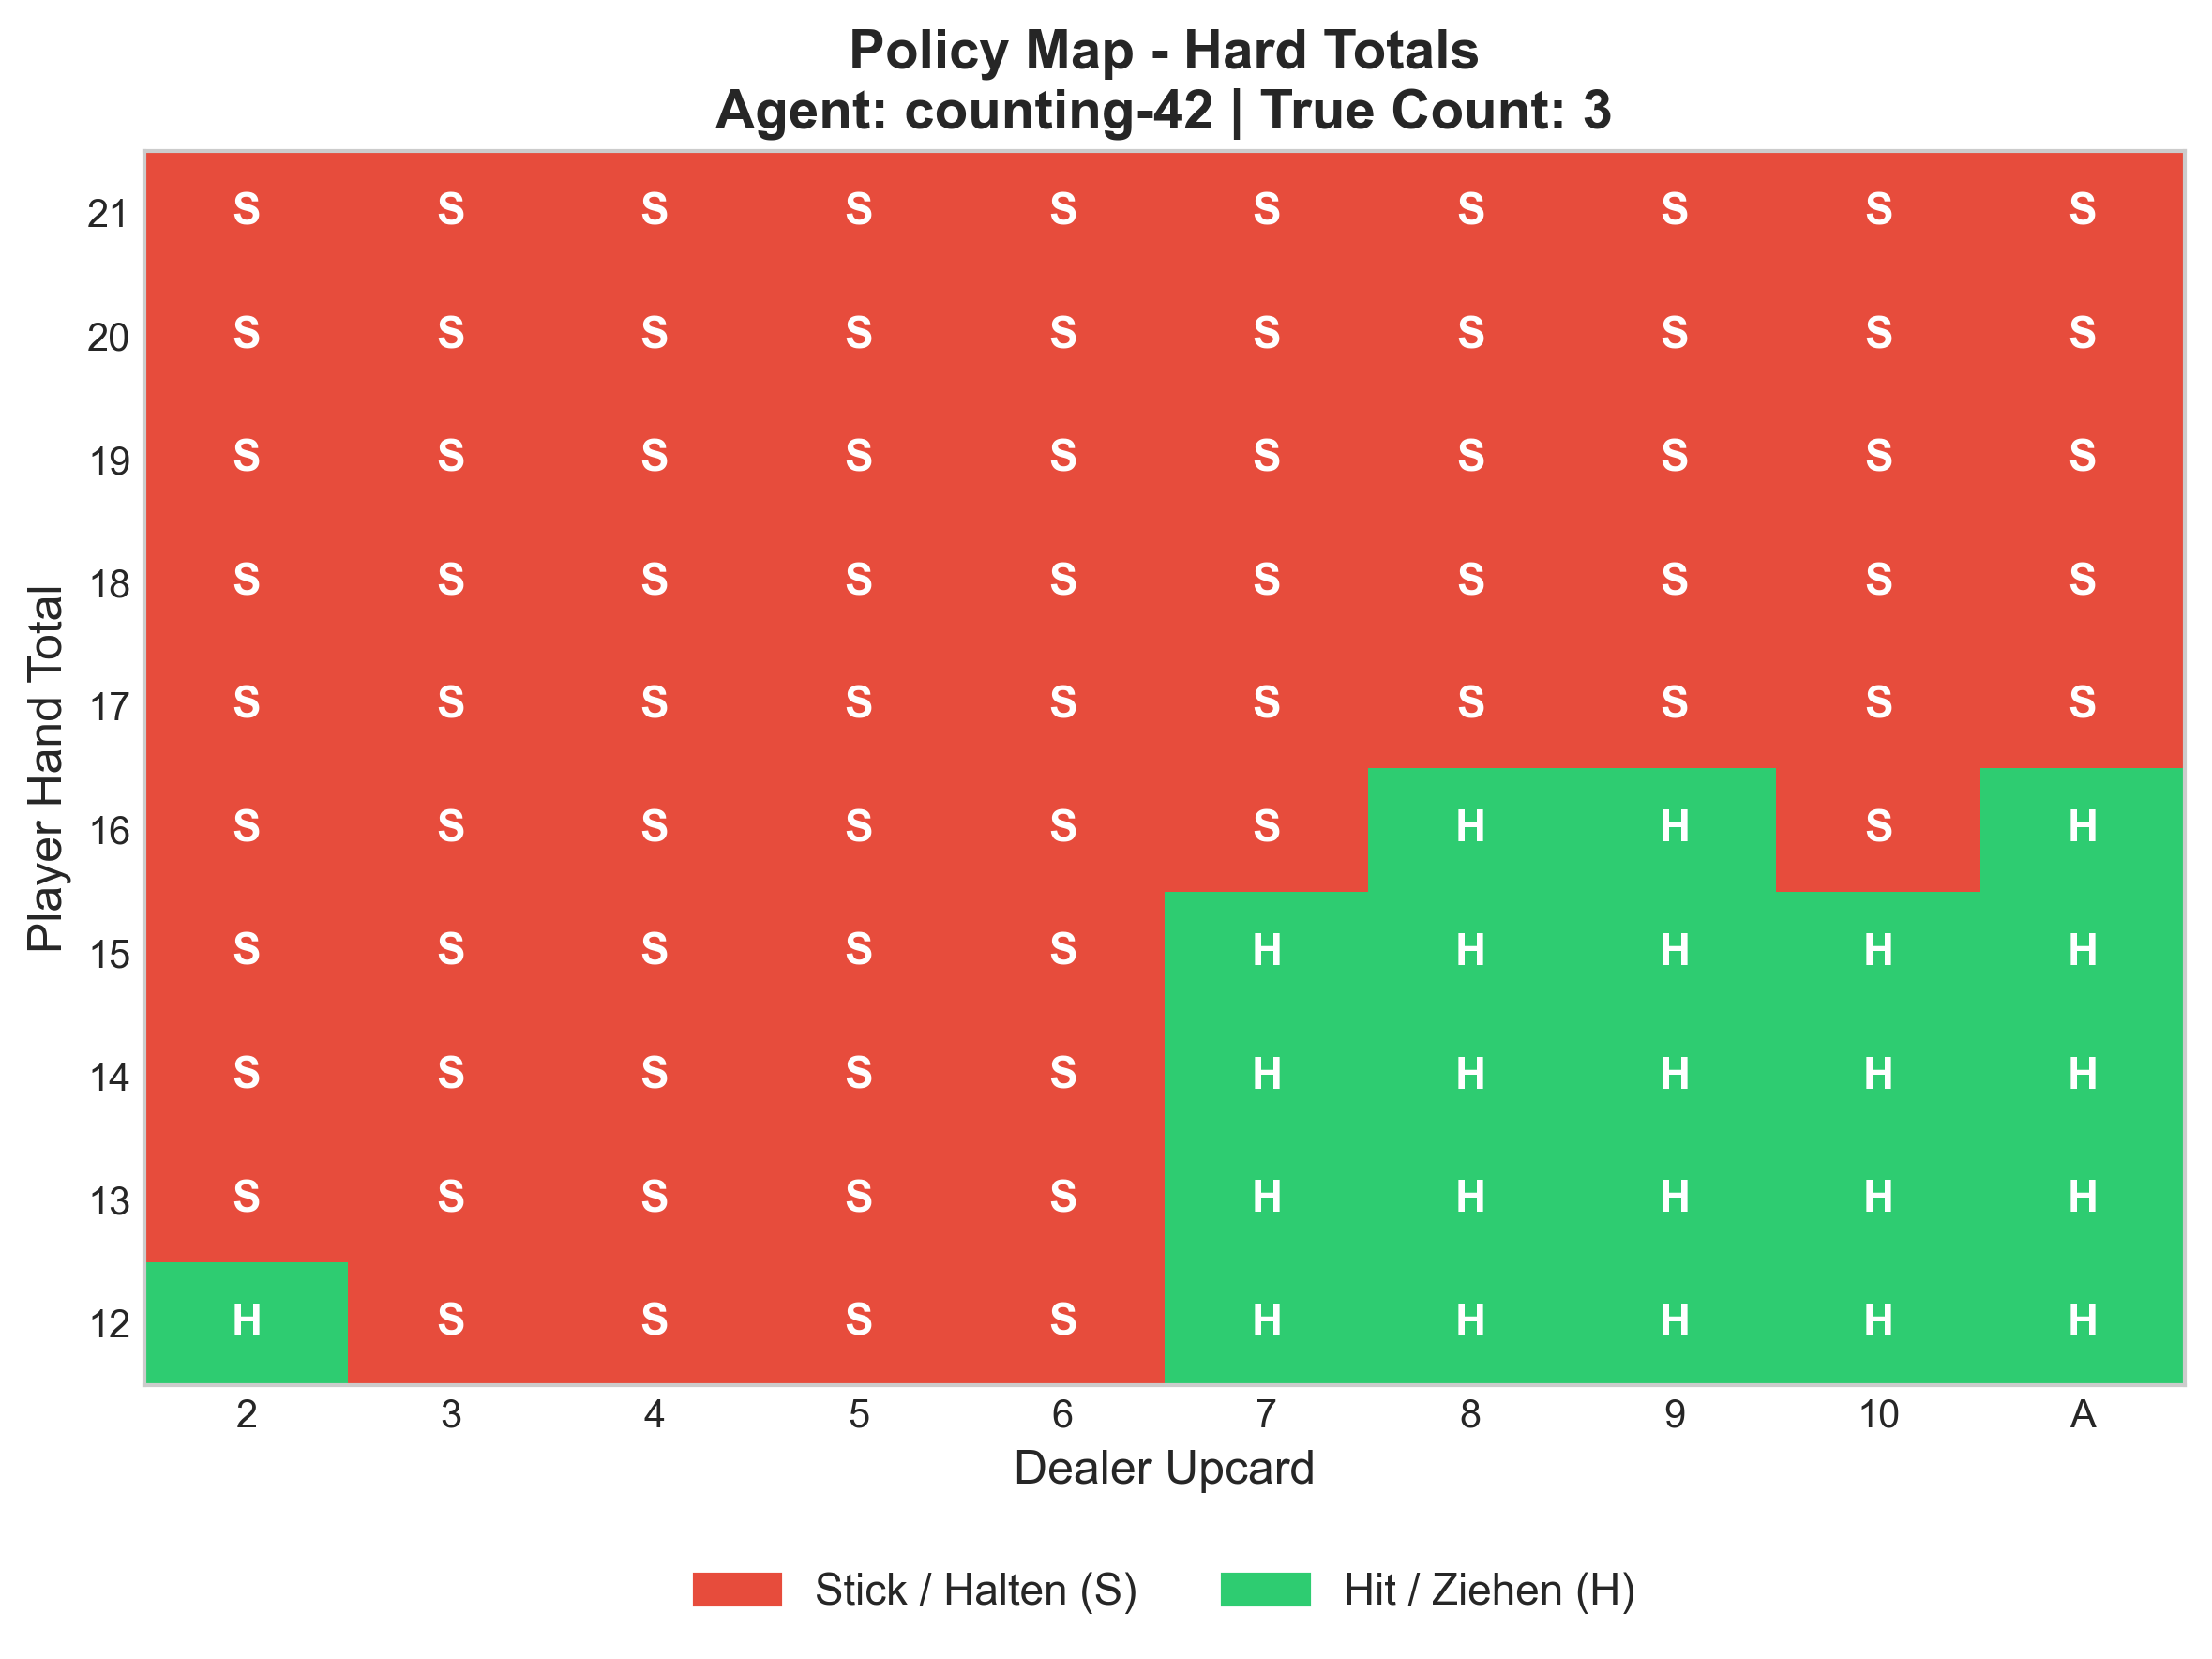 Policy Map - Hard Totals
Agent: counting-42 | True Count: 3
Player Hand Total
21 S S S S S S S S S S
20 S S S S S S S S S S
19 S S S S S S S S S S
18 S S S S S S S S S S
17 S S S S S S S S S S
16 S S S S S S H H S H
15 S S S S S H H H H H
14 S S S S S H H H H H
13 S S S S S H H H H H
12 H S S S S H H H H H
2 3 4 5 6 7 8 9 10 A
Dealer Upcard
Stick / Halten (S) Hit / Ziehen (H)